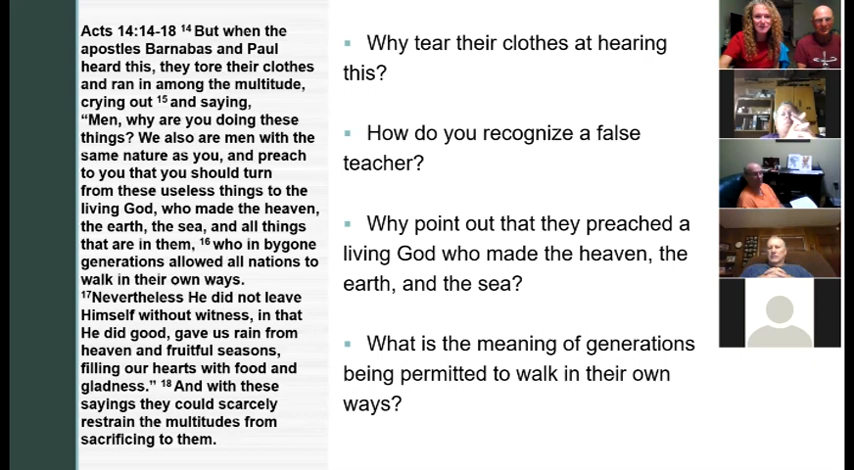 Acts 14:14-18 ¹⁴ But when the
apostles Barnabas and Paul
heard this, they tore their clothes
and ran in among the multitude,
crying out ¹⁵ and saying,
“Men, why are you doing these
things? We also are men with the
same nature as you, and preach
to you that you should turn
from these useless things to the
living God, who made the heaven,
the earth, the sea, and all things
that are in them, ¹⁶ who in bygone
generations allowed all nations to
walk in their own ways.
¹⁷Nevertheless He did not leave
Himself without witness, in that
He did good, gave us rain from
heaven and fruitful seasons,
filling our hearts with food and
gladness.” ¹⁸ And with these
sayings they could scarcely
restrain the multitudes from
sacrificing to them.
▪ Why tear their clothes at hearing
this?
▪ How do you recognize a false
teacher?
▪ Why point out that they preached a
living God who made the heaven, the
earth, and the sea?
▪ What is the meaning of generations
being permitted to walk in their own
ways?